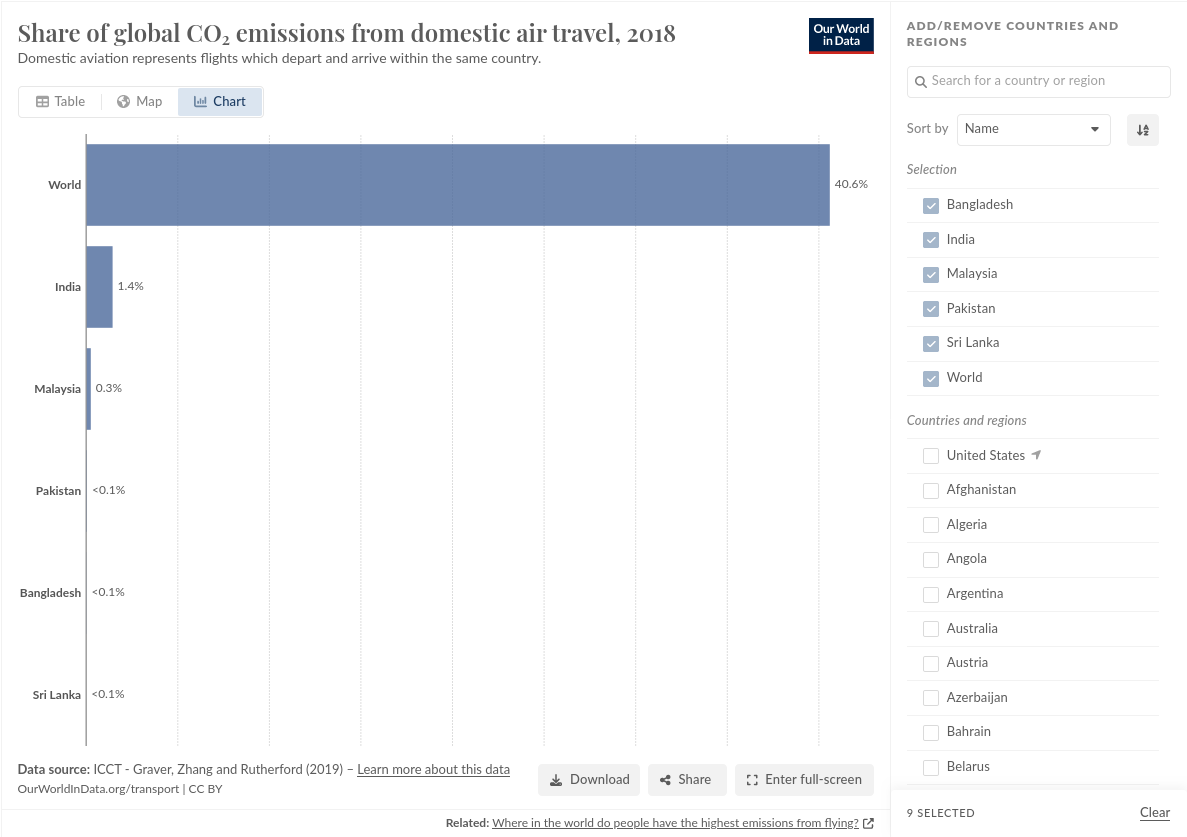 Share of global CO₂ emissions from domestic air travel, 2018
Domestic aviation represents flights which depart and arrive within the same country.
Our World
in Data
Table
Map
Chart
World
40.6%
India
1.4%
Malaysia
0.3%
Pakistan
<0.1%
Bangladesh
<0.1%
Sri Lanka
<0.1%
Data source: ICCT - Graver, Zhang and Rutherford (2019) – Learn more about this data
OurWorldInData.org/transport | CC BY
Download
Share
Enter full-screen
Related: Where in the world do people have the highest emissions from flying?
ADD/REMOVE COUNTRIES AND
REGIONS
Search for a country or region
Sort by
Name
Selection
Bangladesh
India
Malaysia
Pakistan
Sri Lanka
World
Countries and regions
United States
Afghanistan
Algeria
Angola
Argentina
Australia
Austria
Azerbaijan
Bahrain
Belarus
9 SELECTED
Clear